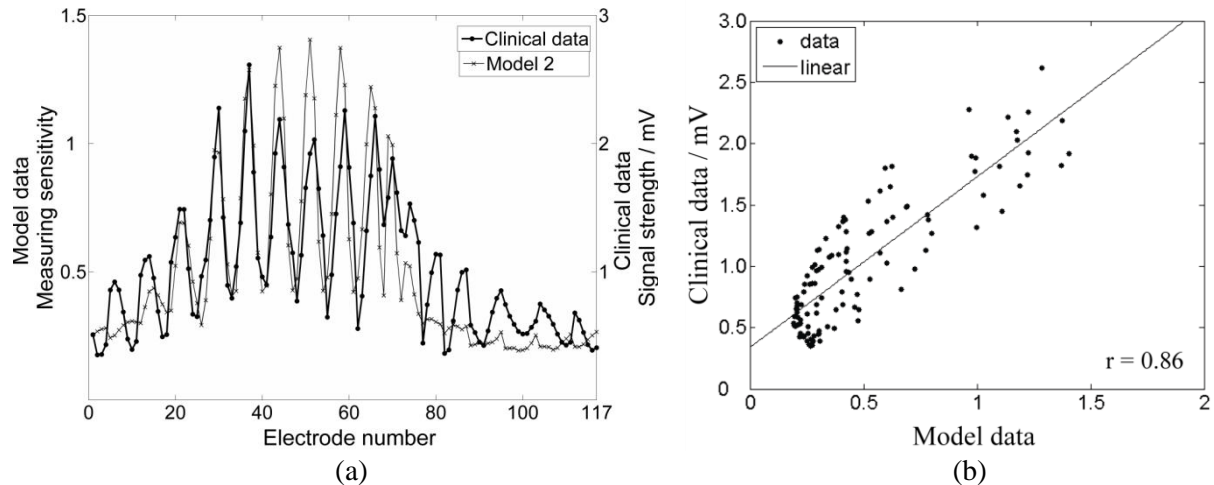 1.5
1
0.5
Model data
Measuring sensitivity
Clinical data
Model 2
3
2
1
Clinical data
Signal strength / mV
0 20 40 60 80 100 117
Electrode number
(a)
b)
3.0
2.5
2.0
1.5
1.0
0.5
0
Clinical data / mV
data
linear
r = 0.86
0 0.5 1 1.5 2
Model data
(b)